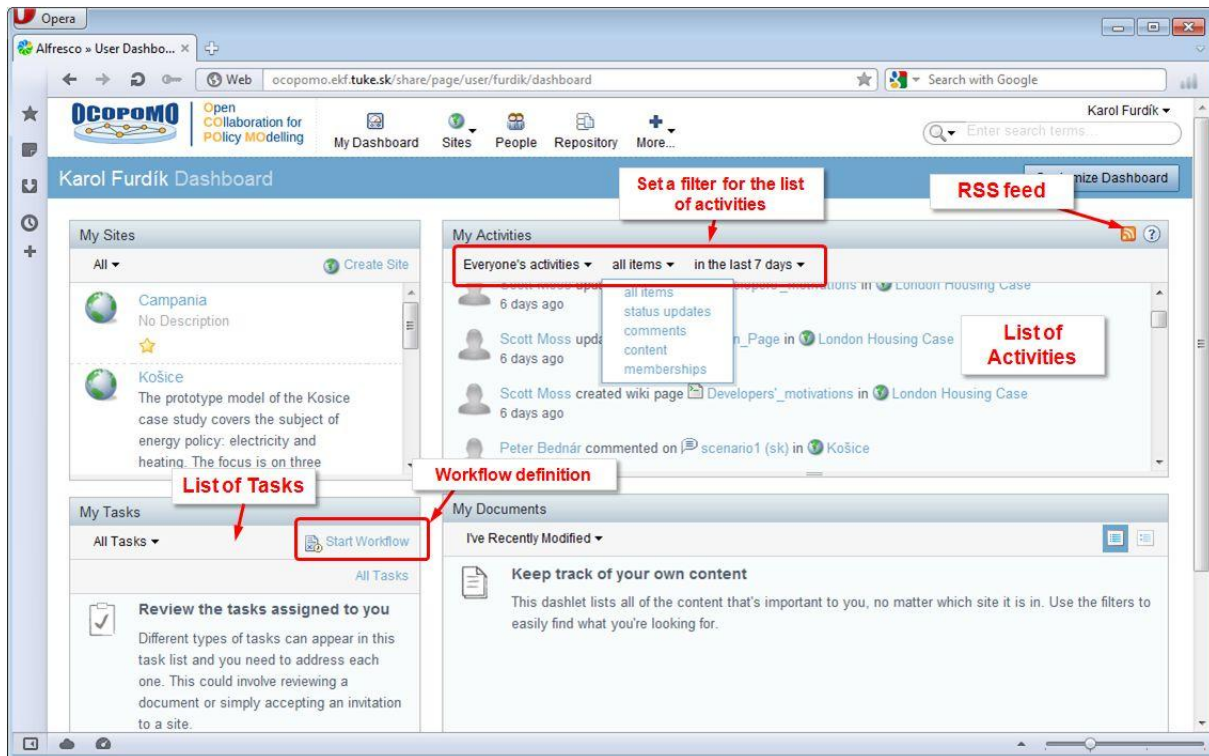 Opera
Alfresco » User Dashbo... ×
Web ocopomo.ekf.tuke.sk/share/page/user/furdik/dashboard
Search with Google
OCOPOMO
Open
COllaboration for
POlicy MOdelling
My Dashboard
Sites
People
Repository
More...
Karol Furdík
Enter search terms...
Karol Furdík Dashboard
mize Dashboard
Set a filter for the list
of activities
RSS feed
My Sites
All
Create Site
Campania
No Description
Košice
The prototype model of the Kosice
case study covers the subject of
energy policy: electricity and
heating. The focus is on three
My Activities
?
Everyone's activities
all items
in the last 7 days
all items
status updates
comments
content
memberships
Scott Moss upd
elopers'_motivations in London Housing Case
6 days ago
Scott Moss upda
n_Page in London Housing Case
6 days ago
Scott Moss created wiki page Developers'_motivations in London Housing Case
6 days ago
Peter Bednár commented on scenario1 (sk) in Košice
List of
Activities
List of Tasks
Workflow definition
My Tasks
All Tasks
Start Workflow
All Tasks
Review the tasks assigned to you
Different types of tasks can appear in this
task list and you need to address each
one. This could involve reviewing a
document or simply accepting an invitation
to a site.
My Documents
I've Recently Modified
Keep track of your own content
This dashlet lists all of the content that's important to you, no matter which site it is in. Use the filters to
easily find what you're looking for.